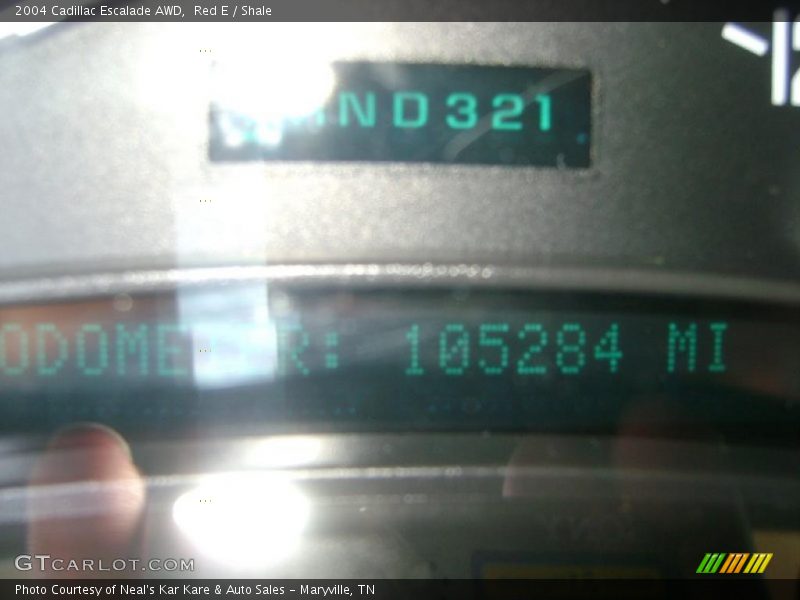 2004 Cadillac Escalade AWD, Red E / Shale
ND321
ODOMETER: 105284 MI
GTCARLOT.COM
Photo Courtesy of Neal's Kar Kare & Auto Sales - Maryville, TN